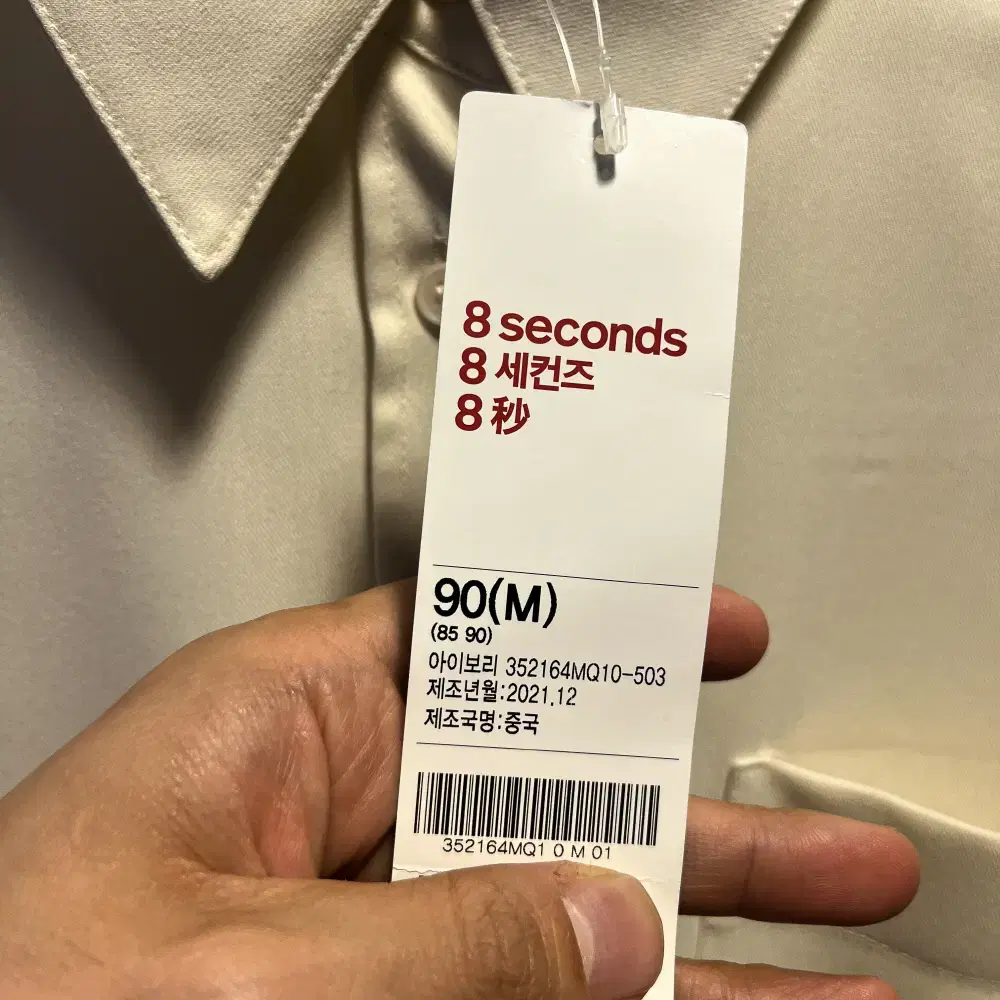 8 seconds
8 세컨즈
8 秒
90(M)
(85 90)
아이보리 352164MQ10-503
제조년월:2021.12
제조국명:중국
352164MQ1 0 M 01